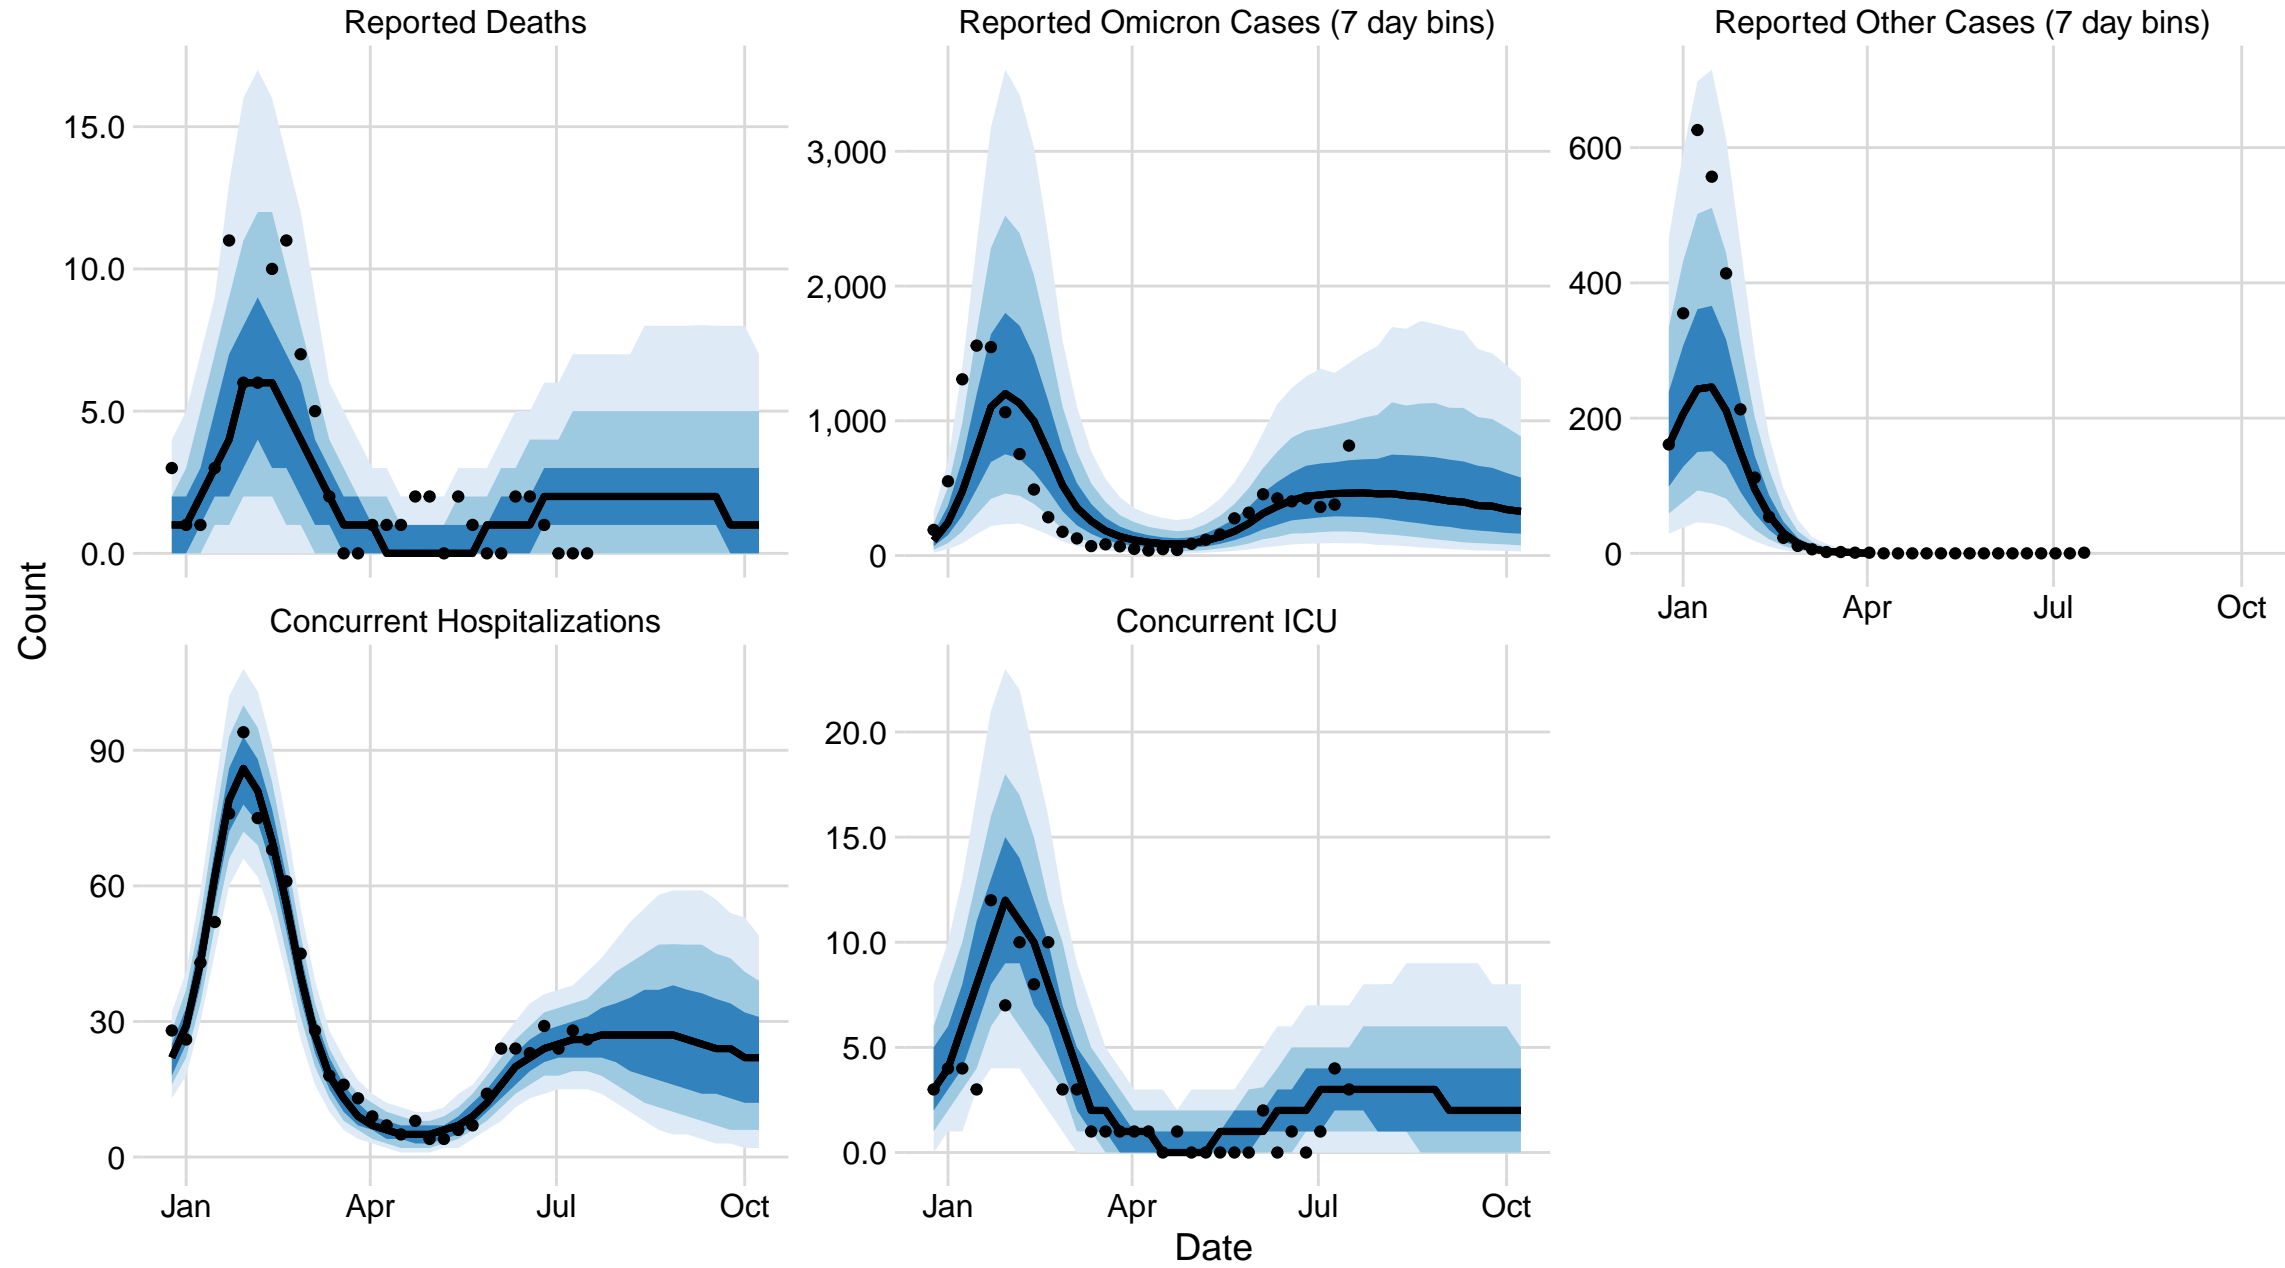 Reported Deaths
Reported Omicron Cases (7 day bins)
Reported Other Cases (7 day bins)
15.0
10.0
5.0
0.0
3,000
2,000
1,000
0
600
400
200
0
Jan
Apr
Jul
Oct
Count
Concurrent Hospitalizations
Concurrent ICU
90
60
30
0
20.0
15.0
10.0
5.0
0.0
Jan
Apr
Jul
Oct
Jan
Apr
Jul
Oct
Date